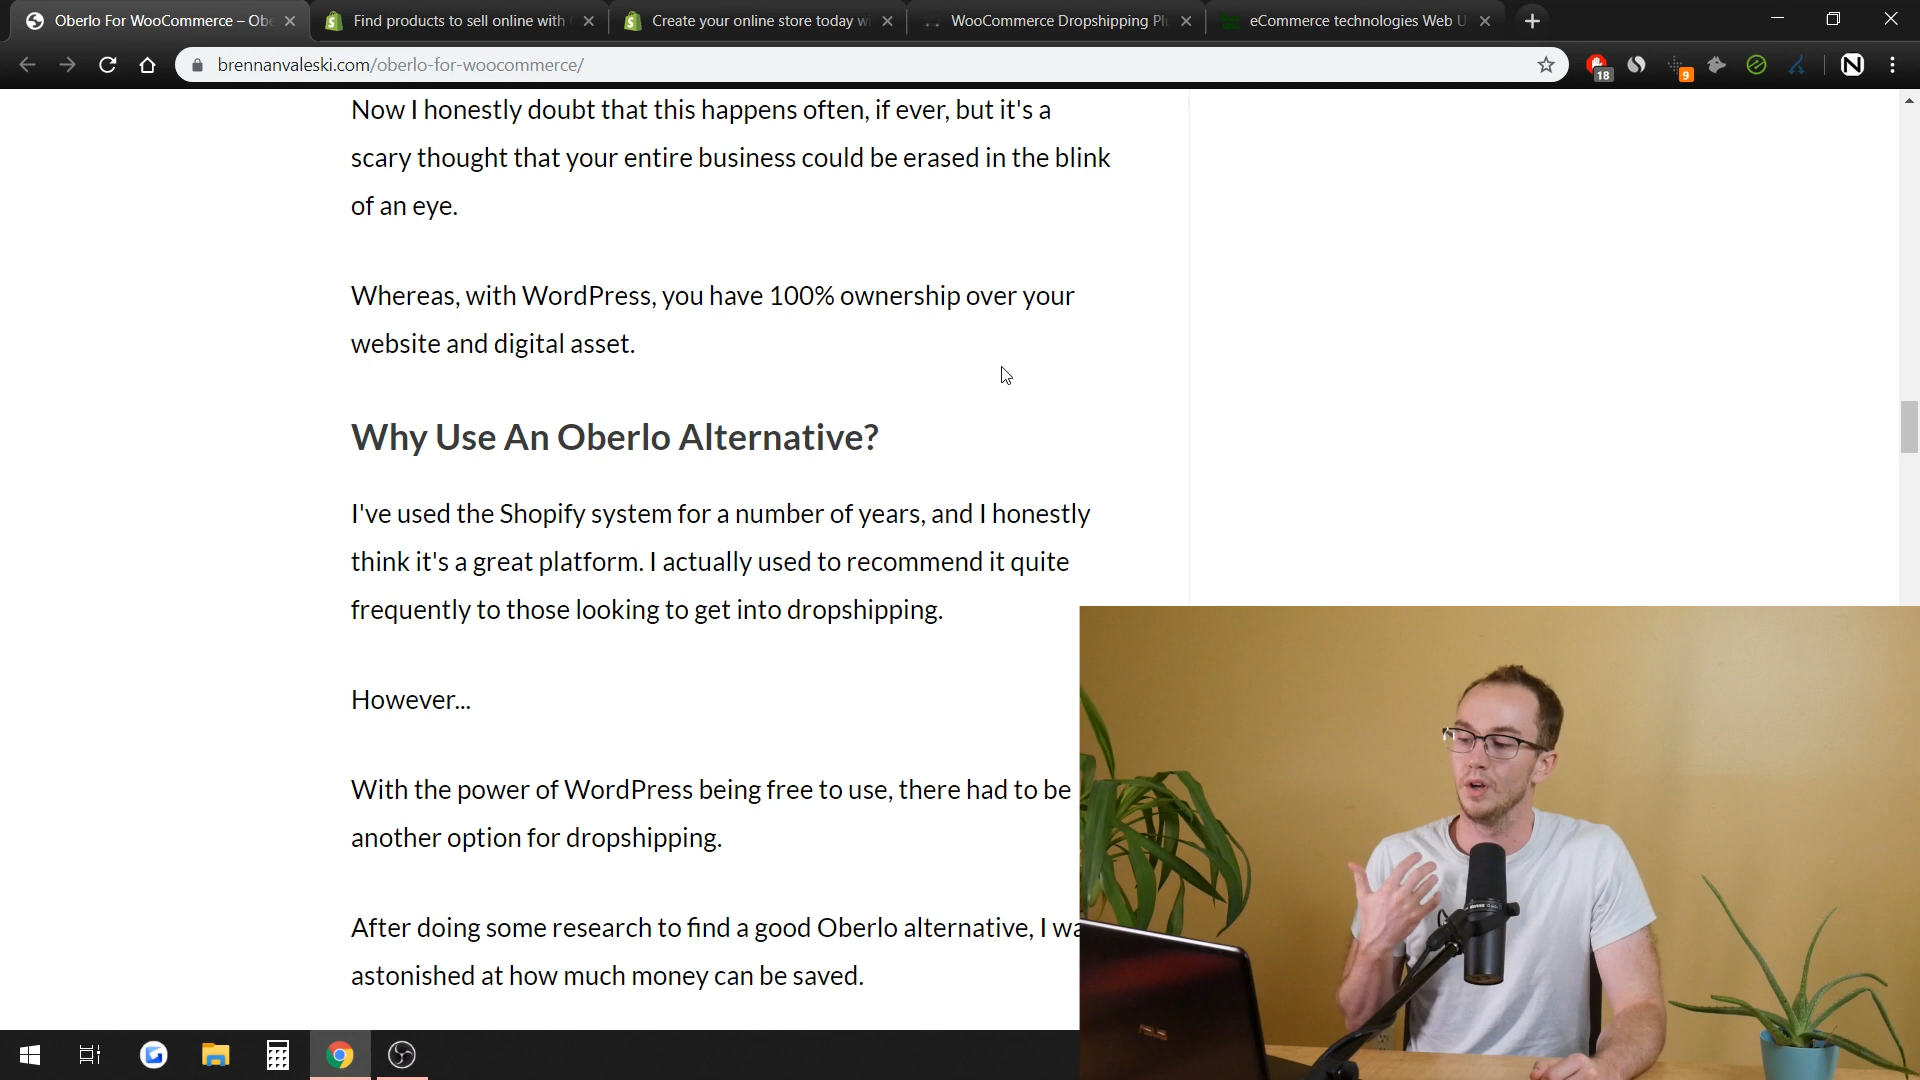 Oberlo For WooCommerce – Obe
Find products to sell online with
Create your online store today w
WooCommerce Dropshipping Pl
eCommerce technologies Web U
brennanvaleski.com/oberlo-for-woocommerce/
18
9
Now I honestly doubt that this happens often, if ever, but it's a
scary thought that your entire business could be erased in the blink
of an eye.
Whereas, with WordPress, you have 100% ownership over your
website and digital asset.
Why Use An Oberlo Alternative?
I've used the Shopify system for a number of years, and I honestly
think it's a great platform. I actually used to recommend it quite
frequently to those looking to get into dropshipping.
However...
With the power of WordPress being free to use, there had to be
another option for dropshipping.
After doing some research to find a good Oberlo alternative, I wa
astonished at how much money can be saved.